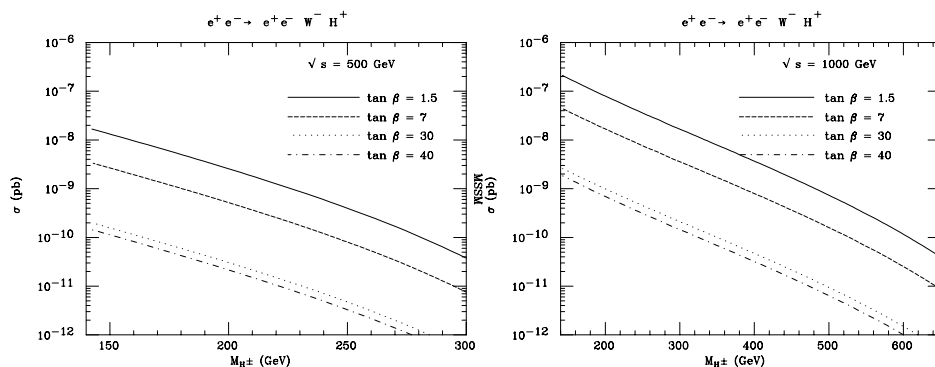 e⁺ e⁻→ e⁺e⁻ W⁻ H⁺
√ s = 500 GeV
tan β = 1.5
tan β = 7
tan β = 30
tan β = 40
10⁻⁶
10⁻⁷
10⁻⁸
10⁻⁹
10⁻¹⁰
10⁻¹¹
10⁻¹²
σ (pb)
150 200 250 300
M_H± (GeV)
MSSM
e⁺ e⁻→ e⁺e⁻ W⁻ H⁺
√ s = 1000 GeV
tan β = 1.5
tan β = 7
tan β = 30
tan β = 40
10⁻⁶
10⁻⁷
10⁻⁸
10⁻⁹
10⁻¹⁰
10⁻¹¹
10⁻¹²
σ (pb)
200 300 400 500 600
M_H± (GeV)